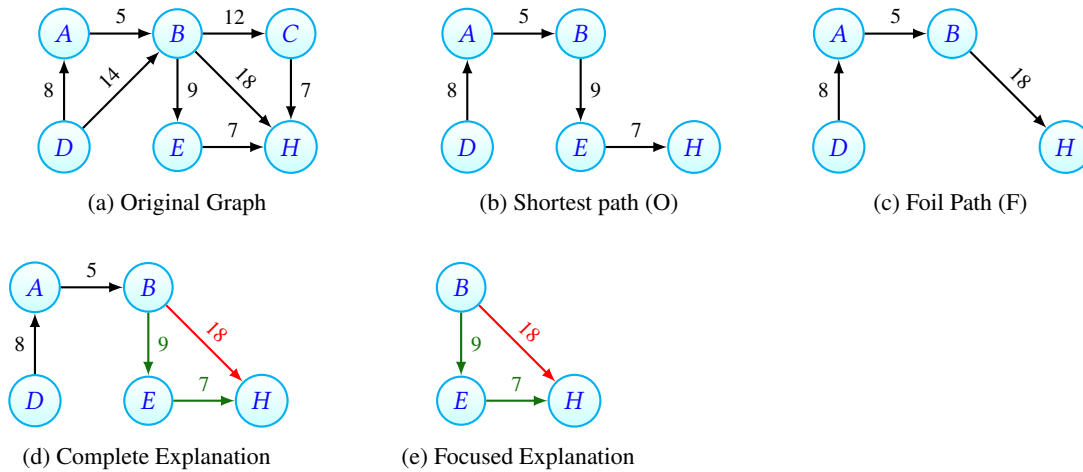 A 5 B 12 C
8 14 9 18 7
D E 7 H
(a) Original Graph
A 5 B
8 9
D E 7 H
(b) Shortest path (O)
A 5 B
8 18
D H
(c) Foil Path (F)
A 5 B
8 9 18
D E 7 H
(d) Complete Explanation
B
9 18
E 7 H
(e) Focused Explanation